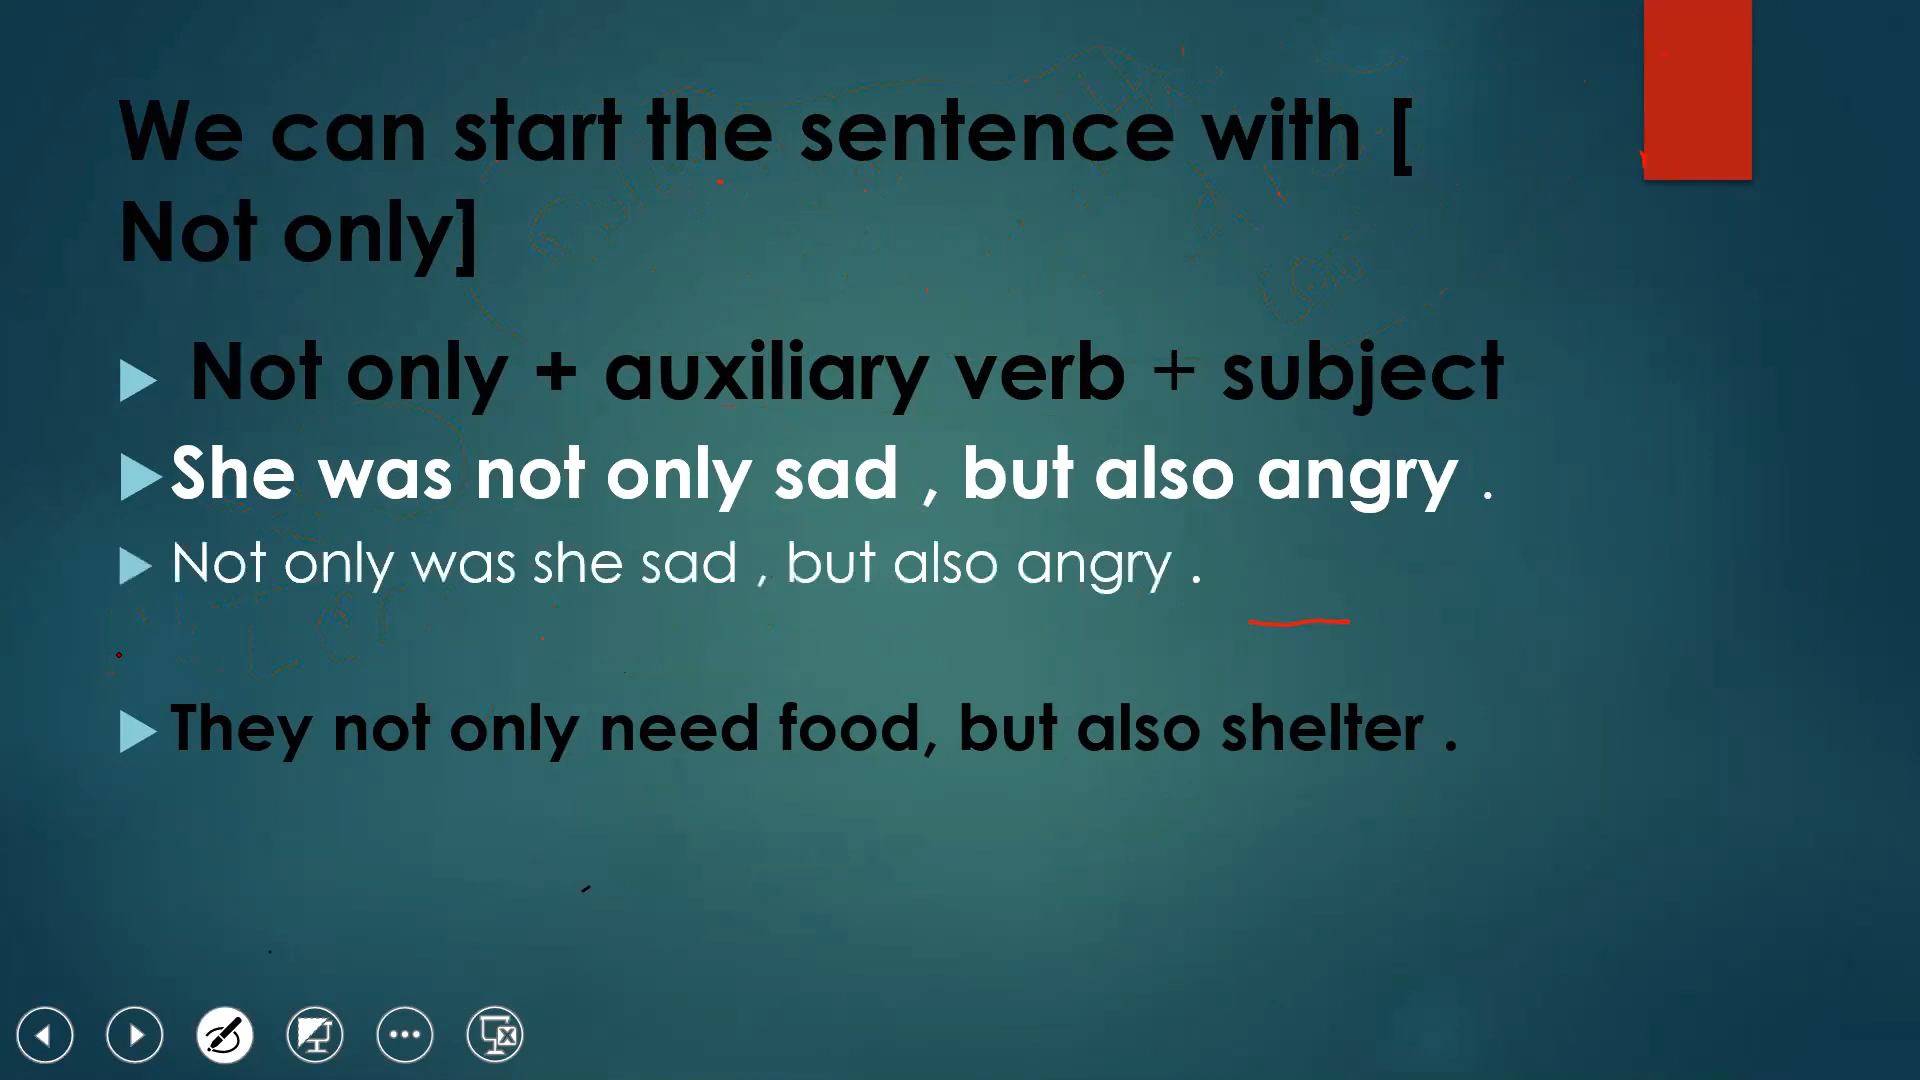 We can start the sentence with [
Not only]
Not only + auxiliary verb + subject
She was not only sad , but also angry .
Not only was she sad , but also angry .
They not only need food, but also shelter .